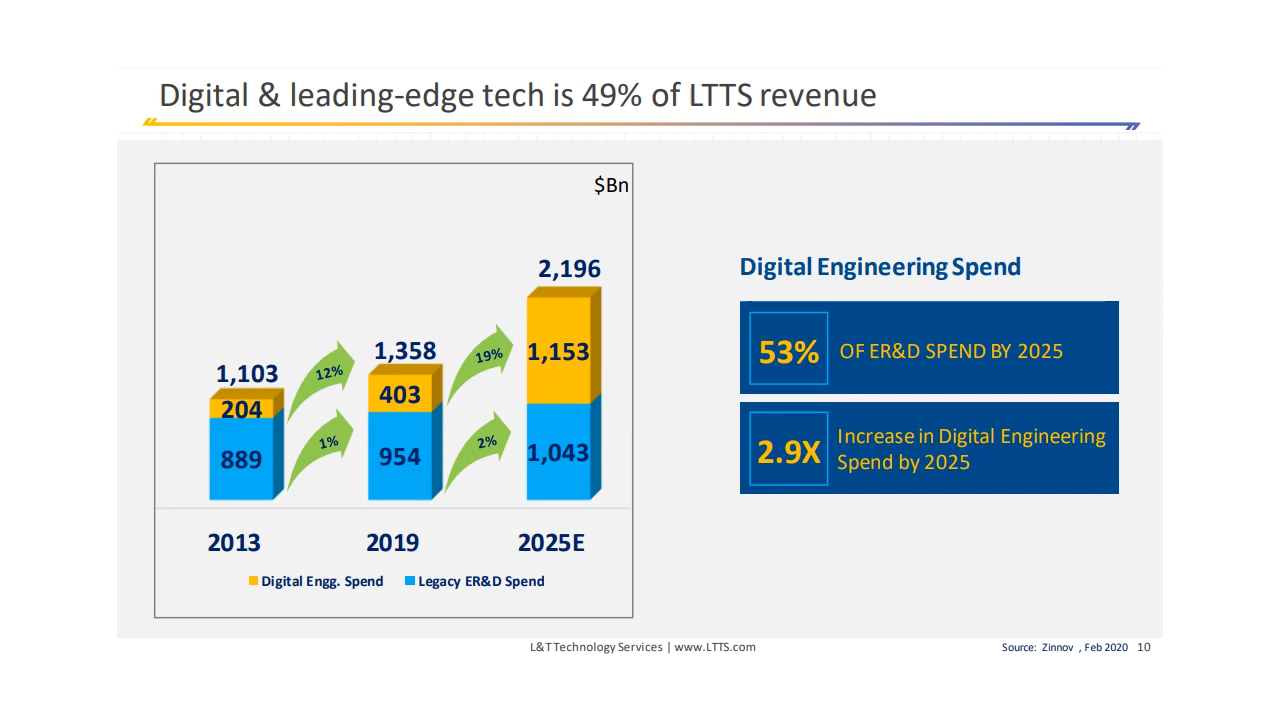 Digital & leading-edge tech is 49% of LTTS revenue
$Bn
2,196
1,153
1,043
1,358
403
954
1,103
204
889
12%
1%
19%
2%
2013
2019
2025E
Digital Engg. Spend
Legacy ER&D Spend
Digital Engineering Spend
53%
OF ER&D SPEND BY 2025
2.9X
Increase in Digital Engineering
Spend by 2025
L&T Technology Services | www.LTTS.com
Source: Zinnov , Feb 2020
10